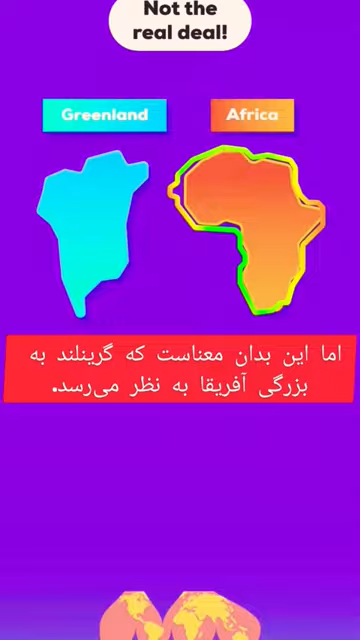 Not the
real deal!
Greenland
Africa
اما این بدان معناست که گرینلند به
بزرگی آفریقا به نظر می‌رسد.